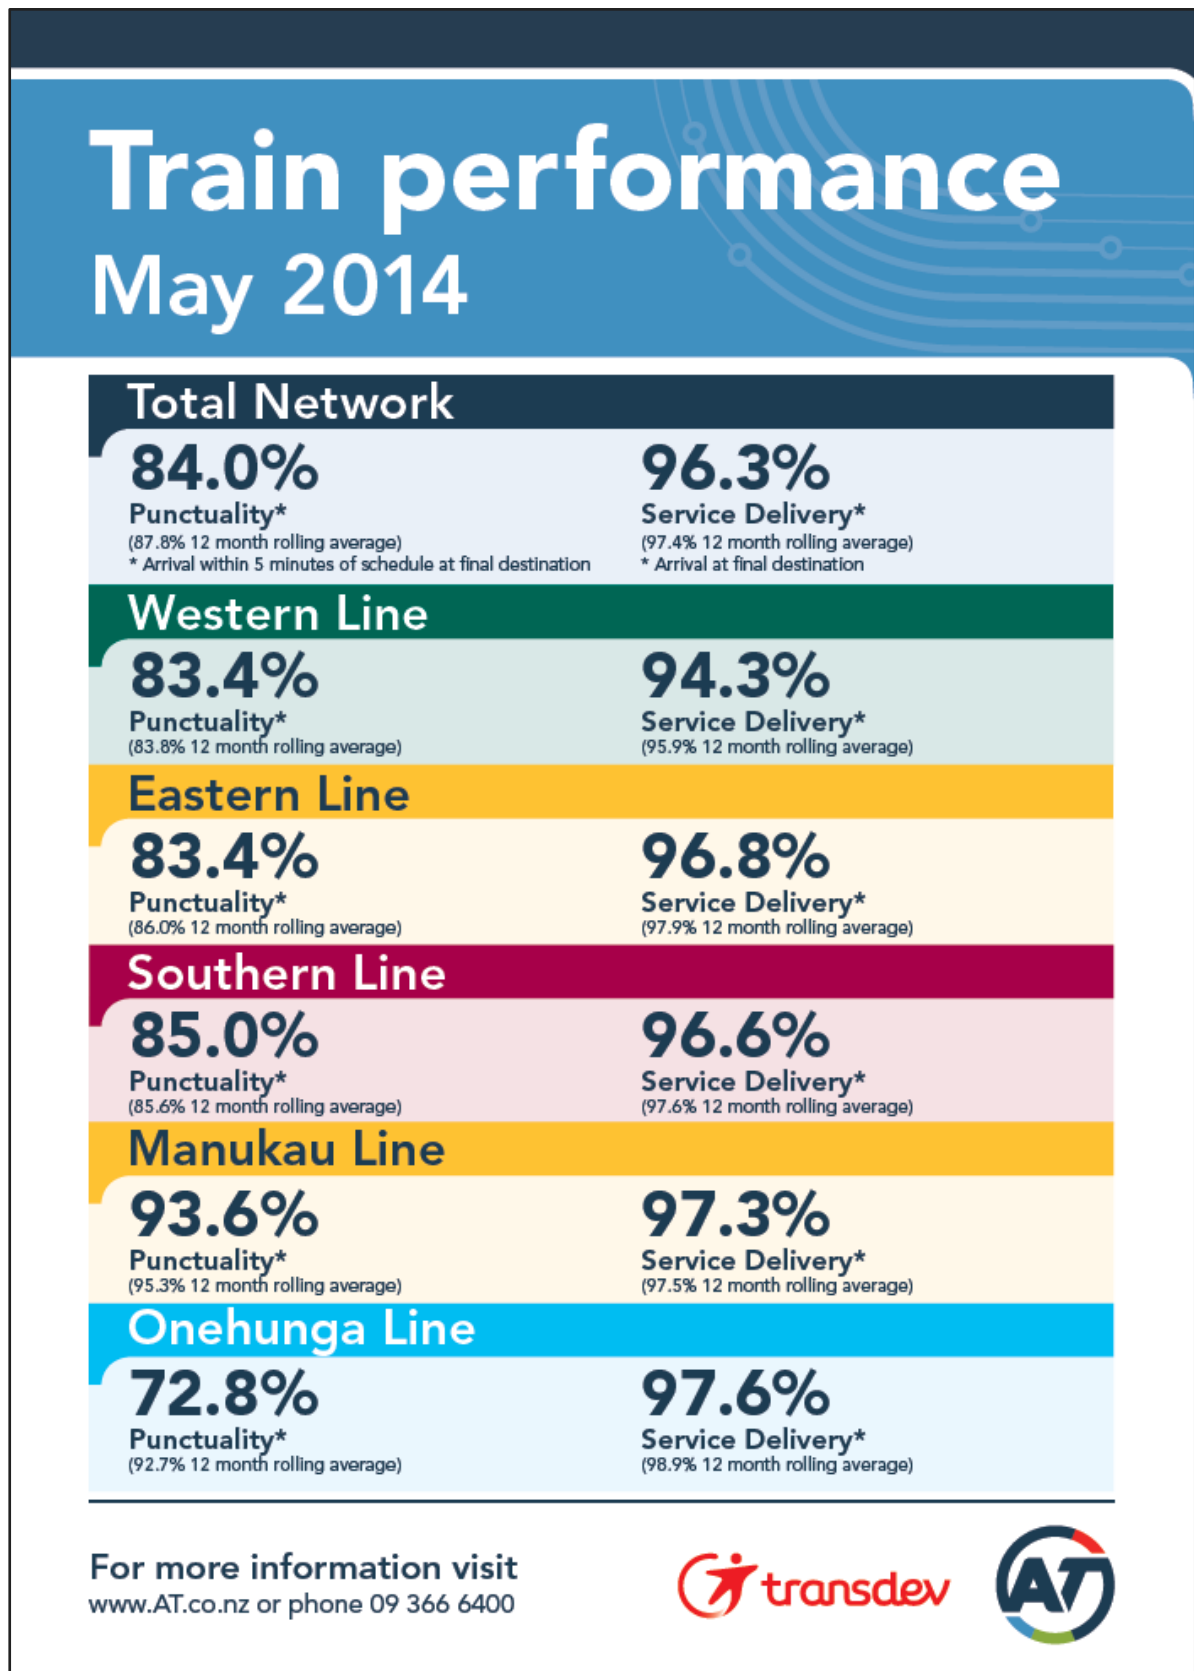 Train performance
May 2014
Total Network
84.0% 96.3%
Punctuality* Service Delivery*
(87.8% 12 month rolling average) (97.4% 12 month rolling average)
* Arrival within 5 minutes of schedule at final destination * Arrival at final destination
Western Line
83.4% 94.3%
Punctuality* Service Delivery*
(83.8% 12 month rolling average) (95.9% 12 month rolling average)
Eastern Line
83.4% 96.8%
Punctuality* Service Delivery*
(86.0% 12 month rolling average) (97.9% 12 month rolling average)
Southern Line
85.0% 96.6%
Punctuality* Service Delivery*
(85.6% 12 month rolling average) (97.6% 12 month rolling average)
Manukau Line
93.6% 97.3%
Punctuality* Service Delivery*
(95.3% 12 month rolling average) (97.5% 12 month rolling average)
Onehunga Line
72.8% 97.6%
Punctuality* Service Delivery*
(92.7% 12 month rolling average) (98.9% 12 month rolling average)
For more information visit
www.AT.co.nz or phone 09 366 6400
transdev AT